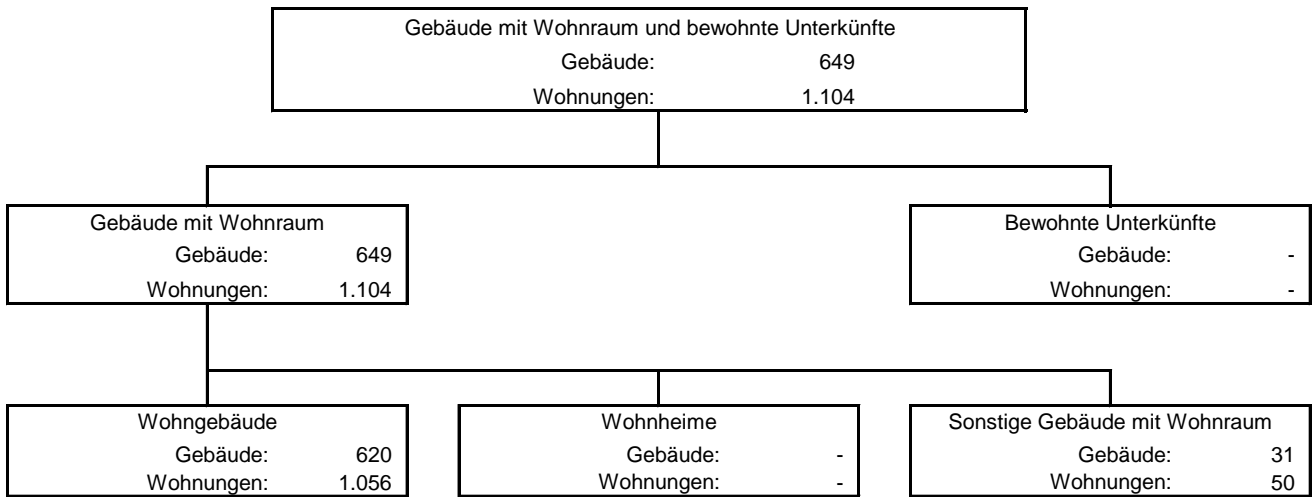 Gebäude mit Wohnraum und bewohnte Unterkünfte
Gebäude: 649
Wohnungen: 1.104
Gebäude mit Wohnraum
Gebäude: 649
Wohnungen: 1.104
Bewohnte Unterkünfte
Gebäude: -
Wohnungen: -
Wohngebäude
Gebäude: 620
Wohnungen: 1.056
Wohnheime
Gebäude: -
Wohnungen: -
Sonstige Gebäude mit Wohnraum
Gebäude: 31
Wohnungen: 50